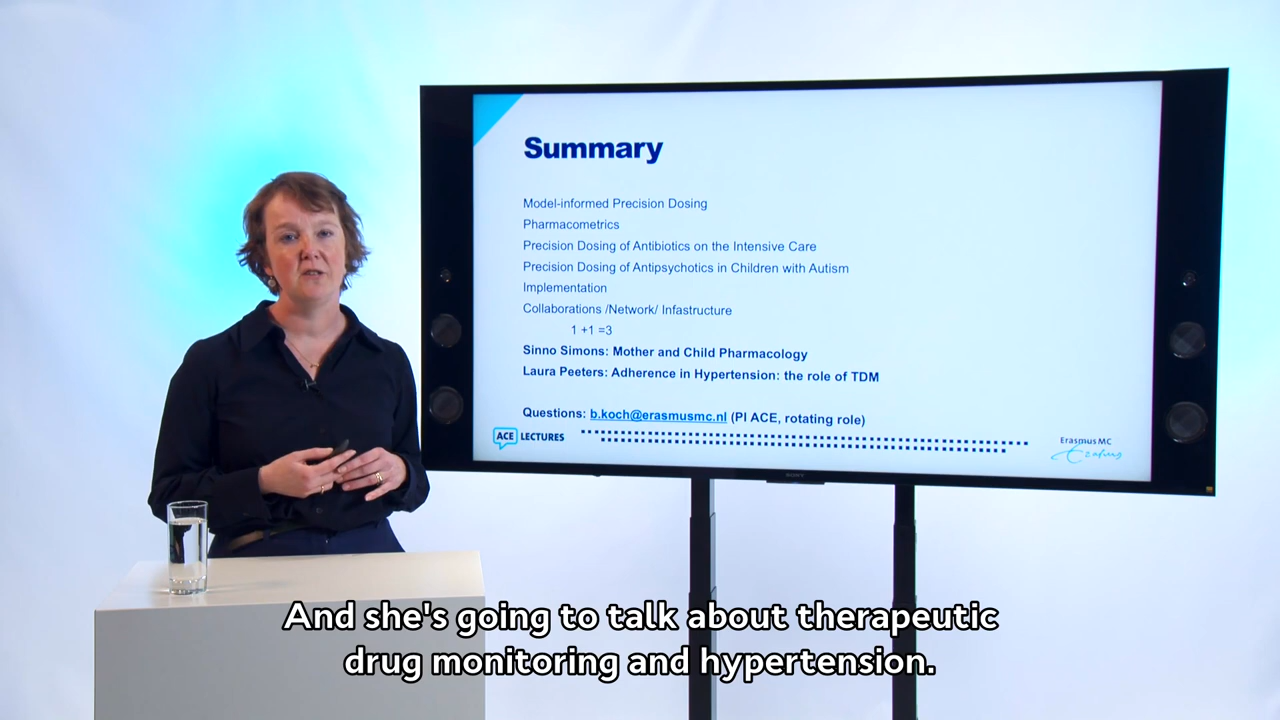 Summary
Model-informed Precision Dosing
Pharmacometrics
Precision Dosing of Antibiotics on the Intensive Care
Precision Dosing of Antipsychotics in Children with Autism
Implementation
Collaborations /Network/ Infastructure
1 +1 =3
Sinno Simons: Mother and Child Pharmacology
Laura Peeters: Adherence in Hypertension: the role of TDM
Questions: b.koch@erasmusmc.nl (PI ACE, rotating role)
ACE LECTURES
Erasmus MC
Erasmus
SONY
And she's going to talk about therapeutic
drug monitoring and hypertension.